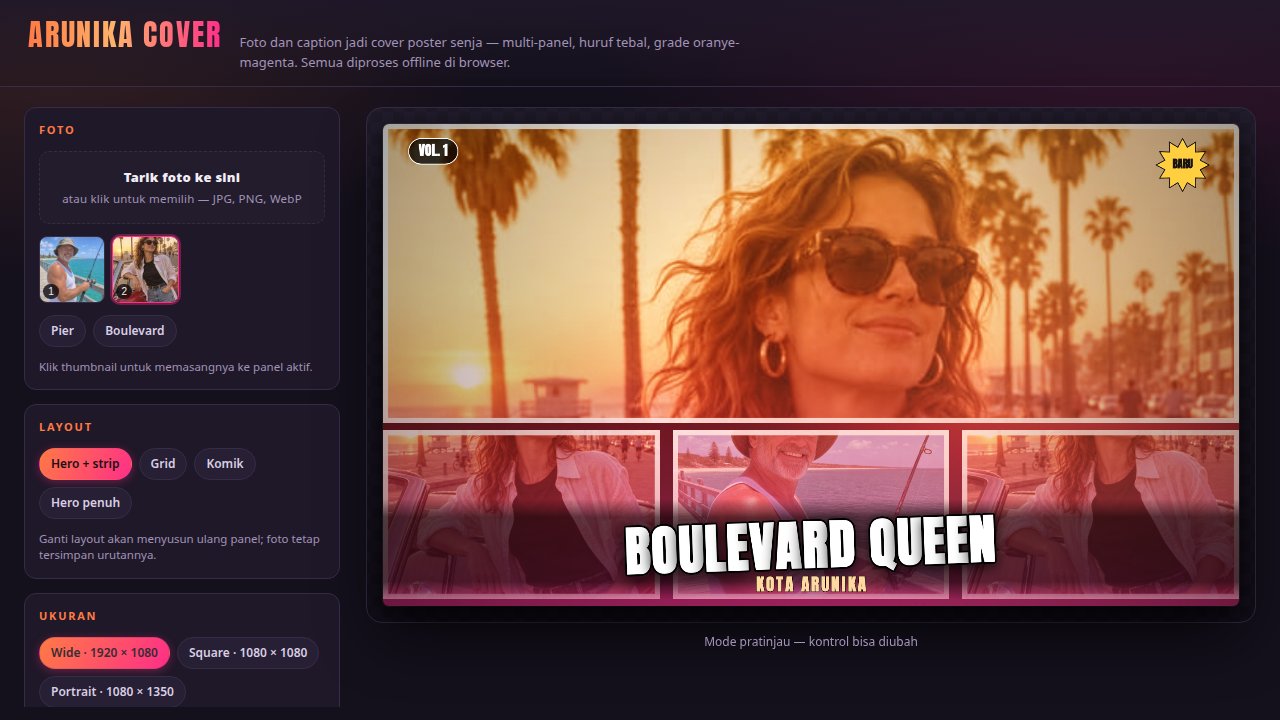 ARUNIKA COVER
Foto dan caption jadi cover poster senja — multi-panel, huruf tebal, grade oranye-
magenta. Semua diproses offline di browser.
FOTO
Tarik foto ke sini
atau klik untuk memilih — JPG, PNG, WebP
1
2
Pier
Boulevard
Klik thumbnail untuk memasangnya ke panel aktif.
LAYOUT
Hero + strip
Grid
Komik
Hero penuh
Ganti layout akan menyusun ulang panel; foto tetap
tersimpan urutannya.
UKURAN
Wide · 1920 × 1080
Square · 1080 × 1080
Portrait · 1080 × 1350
VOL. 1
BARU
BOULEVARD QUEEN
KOTA ARUNIKA
Mode pratinjau — kontrol bisa diubah